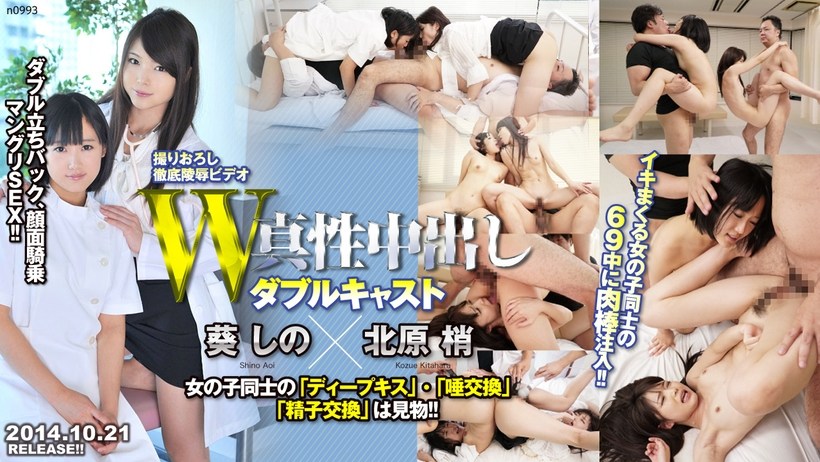 n0993
ダブル立ちバック、顔面騎乗
マングリSEX!!
撮りおろし
徹底陵辱ビデオ
W真性中出し
ダブルキャスト
葵 しの×北原 梢
Shino Aoi
Kozue Kitahara
女の子同士の「ディープキス」・「唾交換」
「精子交換」は見物!!
イキまくる女の子同士の
69中に肉棒注入!!
2014.10.21
RELEASE!!